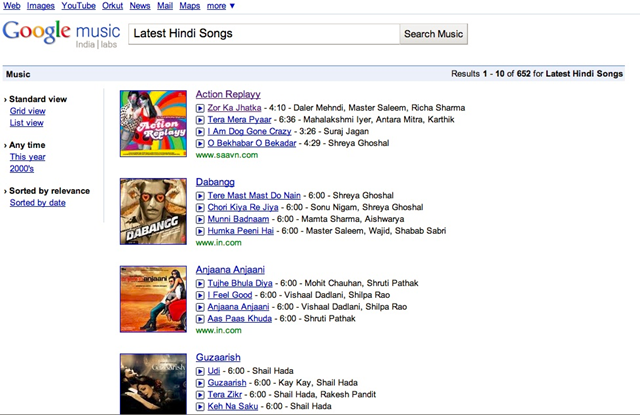 Web Images YouTube Orkut News Mail Maps more ▼
Google music
India | labs
Latest Hindi Songs
Search Music
Music
Results 1 - 10 of 652 for Latest Hindi Songs
› Standard view
Grid view
List view
› Any time
This year
2000's
› Sorted by relevance
Sorted by date
Action Replayy
Action Replayy
Zor Ka Jhatka - 4:10 - Daler Mehndi, Master Saleem, Richa Sharma
Tera Mera Pyaar - 6:36 - Mahalakshmi Iyer, Antara Mitra, Karthik
I Am Dog Gone Crazy - 3:26 - Suraj Jagan
O Bekhabar O Bekadar - 4:29 - Shreya Ghoshal
www.saavn.com
DABANGG
Dabangg
Tere Mast Mast Do Nain - 6:00 - Shreya Ghoshal
Chori Kiya Re Jiya - 6:00 - Sonu Nigam, Shreya Ghoshal
Munni Badnaam - 6:00 - Mamta Sharma, Aishwarya
Humka Peeni Hai - 6:00 - Master Saleem, Wajid, Shabab Sabri
www.in.com
Anjaana Anjaani
Tujhe Bhula Diya - 6:00 - Mohit Chauhan, Shruti Pathak
I Feel Good - 6:00 - Vishaal Dadlani, Shilpa Rao
Anjaana Anjaani - 6:00 - Vishaal Dadlani, Shilpa Rao
Aas Paas Khuda - 6:00 - Shruti Pathak
www.in.com
Guzaarish
Guzaarish
Udi - 6:00 - Shail Hada
Guzaarish - 6:00 - Kay Kay, Shail Hada
Tera Zikr - 6:00 - Shail Hada, Rakesh Pandit
Keh Na Saku - 6:00 - Shail Hada